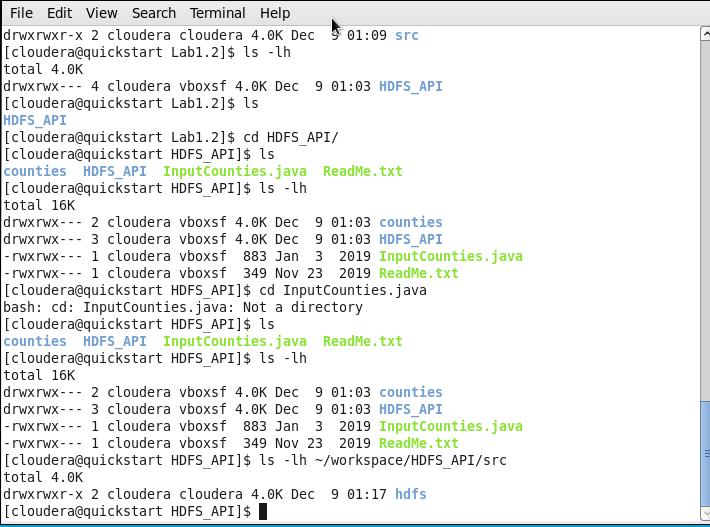 File Edit View Search Terminal Help
drwxrwxr-x 2 cloudera cloudera 4.0K Dec  9 01:09 src
[cloudera@quickstart Lab1.2]$ ls -lh
total 4.0K
drwxrwx--- 4 cloudera vboxsf 4.0K Dec  9 01:03 HDFS_API
[cloudera@quickstart Lab1.2]$ ls
HDFS_API
[cloudera@quickstart Lab1.2]$ cd HDFS_API/
[cloudera@quickstart HDFS_API]$ ls
counties  HDFS_API  InputCounties.java  ReadMe.txt
[cloudera@quickstart HDFS_API]$ ls -lh
total 16K
drwxrwx--- 2 cloudera vboxsf 4.0K Dec  9 01:03 counties
drwxrwx--- 3 cloudera vboxsf 4.0K Dec  9 01:03 HDFS_API
-rwxrwx--- 1 cloudera vboxsf  883 Jan  3  2019 InputCounties.java
-rwxrwx--- 1 cloudera vboxsf  349 Nov 23  2019 ReadMe.txt
[cloudera@quickstart HDFS_API]$ cd InputCounties.java
bash: cd: InputCounties.java: Not a directory
[cloudera@quickstart HDFS_API]$ ls
counties  HDFS_API  InputCounties.java  ReadMe.txt
[cloudera@quickstart HDFS_API]$ ls -lh
total 16K
drwxrwx--- 2 cloudera vboxsf 4.0K Dec  9 01:03 counties
drwxrwx--- 3 cloudera vboxsf 4.0K Dec  9 01:03 HDFS_API
-rwxrwx--- 1 cloudera vboxsf  883 Jan  3  2019 InputCounties.java
-rwxrwx--- 1 cloudera vboxsf  349 Nov 23  2019 ReadMe.txt
[cloudera@quickstart HDFS_API]$ ls -lh ~/workspace/HDFS_API/src
total 4.0K
drwxrwxr-x 2 cloudera cloudera 4.0K Dec  9 01:17 hdfs
[cloudera@quickstart HDFS_API]$